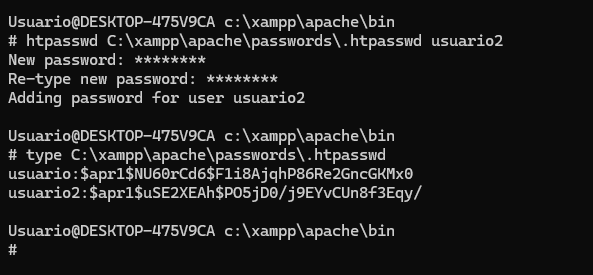 Usuario@DESKTOP-475V9CA c:\xampp\apache\bin
# htpasswd C:\xampp\apache\passwords\.htpasswd usuario2
New password: ********
Re-type new password: ********
Adding password for user usuario2
Usuario@DESKTOP-475V9CA c:\xampp\apache\bin
# type C:\xampp\apache\passwords\.htpasswd
usuario:$apr1$NU60rCd6$F1i8AjqhP86Re2GncGKMx0
usuario2:$apr1$uSE2XEAh$PO5jD0/j9EYvCUn8f3Eqy/
Usuario@DESKTOP-475V9CA c:\xampp\apache\bin
#